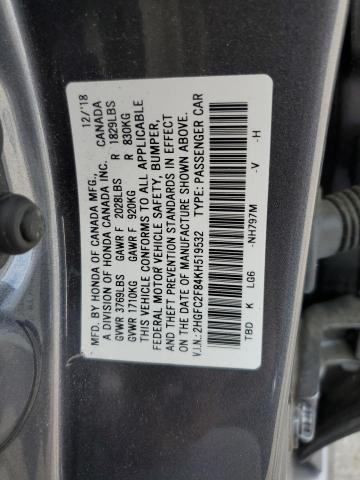 MFD. BY HONDA OF CANADA MFG., 12/'18
A DIVISION OF HONDA CANADA INC. CANADA
GVWR 3769LBS GAWR F 2028LBS R 1829LBS
GVWR 1710KG GAWR F 920KG R 830KG
THIS VEHICLE CONFORMS TO ALL APPLICABLE
FEDERAL MOTOR VEHICLE SAFETY, BUMPER,
AND THEFT PREVENTION STANDARDS IN EFFECT
ON THE DATE OF MANUFACTURE SHOWN ABOVE.
V.I.N.: 2HGFC2F84KH519532 TYPE: PASSENGER CAR
TBD K LG6 -NH797M -V -H